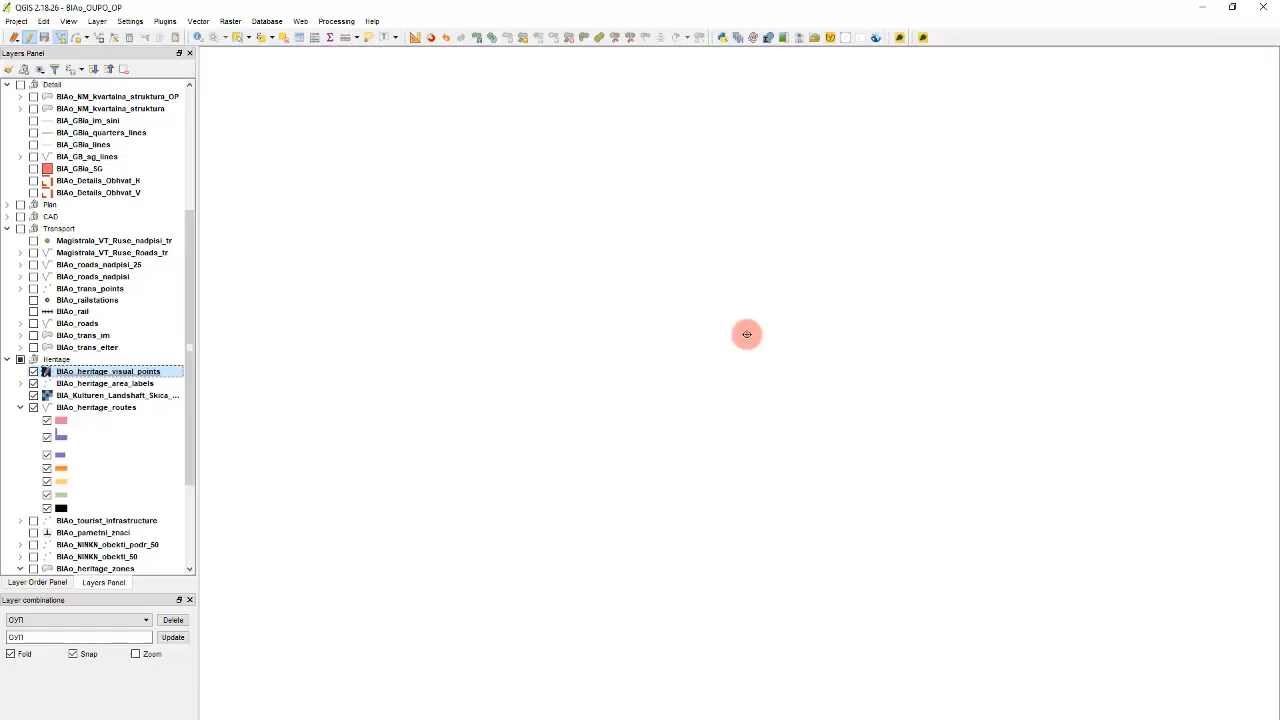 QGIS 2.18.26 - BIAo_OUPO_OP
Project Edit View Layer Settings Plugins Vector Raster Database Web Processing Help
Layers Panel
Detail
BIAo_NM_kvartalna_struktura_OP
BIAo_NM_kvartalna_struktura
BIA_GBia_im_sini
BIA_GBia_quarters_lines
BIA_GBia_lines
BIA_GB_sg_lines
BIA_GBia_SG
BIAo_Details_Obhvat_H
BIAo_Details_Obhvat_V
Plan
CAD
Transport
Magistrala_VT_Ruse_nadpisi_tr
Magistrala_VT_Ruse_Roads_tr
BIAo_roads_nadpisi_25
BIAo_roads_nadpisi
BIAo_trans_points
BIAo_railstations
BIAo_rail
BIAo_roads
BIAo_trans_im
BIAo_trans_elter
Heritage
BIAo_heritage_visual_points
BIAo_heritage_area_labels
BIA_Kulturen_Landshaft_Skica_...
BIAo_heritage_routes
BIAo_tourist_infrastructure
BIAo_pametni_znaci
BIAo_NINKN_obekti_podr_50
BIAo_NINKN_obekti_50
BIAo_heritage_zones
Layer Order Panel Layers Panel
Layer combinations
ОУП Delete
ОУП Update
Fold Snap Zoom